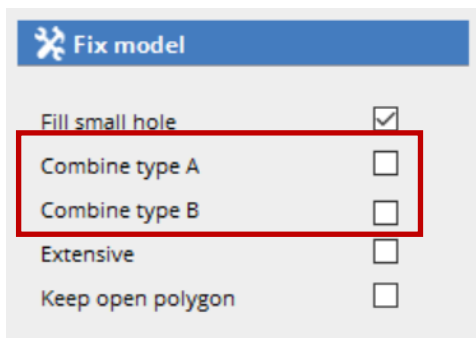 Fix model
Fill small hole
Combine type A
Combine type B
Extensive
Keep open polygon